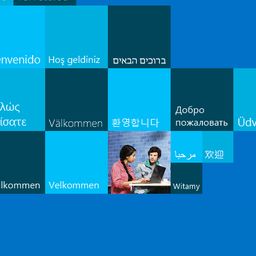 nvenido
Hoş geldiniz
ברוכים הבאים
λώς
ίσατε
Välkommen
환영합니다
Добро
пожаловать
Üdv
مرحبا
欢迎
lkommen
Velkommen
Witamy